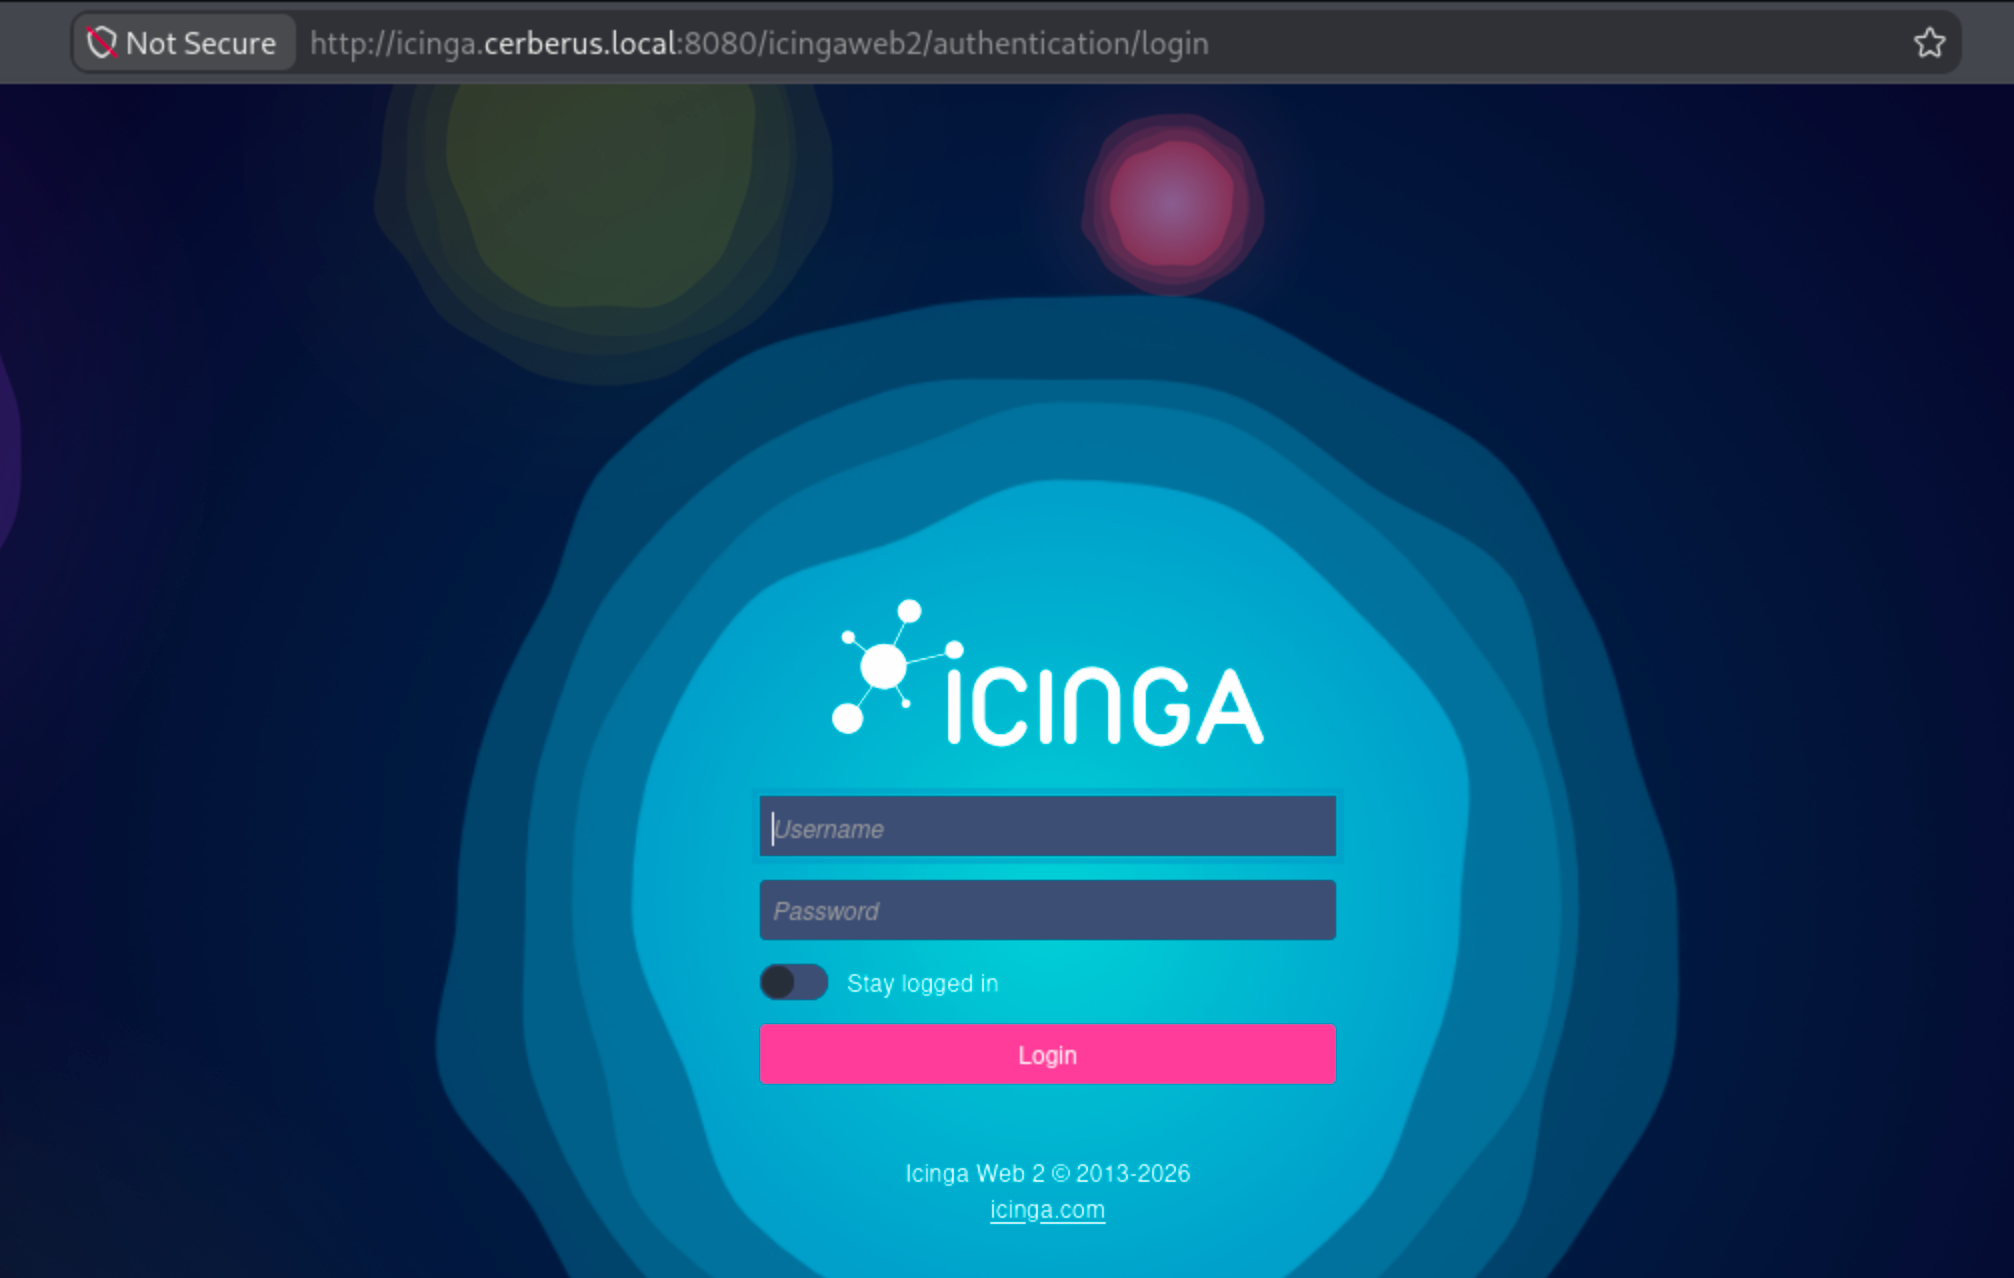 Not Secure http://icinga.cerberus.local:8080/icingaweb2/authentication/login
ICINGA
Username
Password
Stay logged in
Login
Icinga Web 2 © 2013-2026
icinga.com